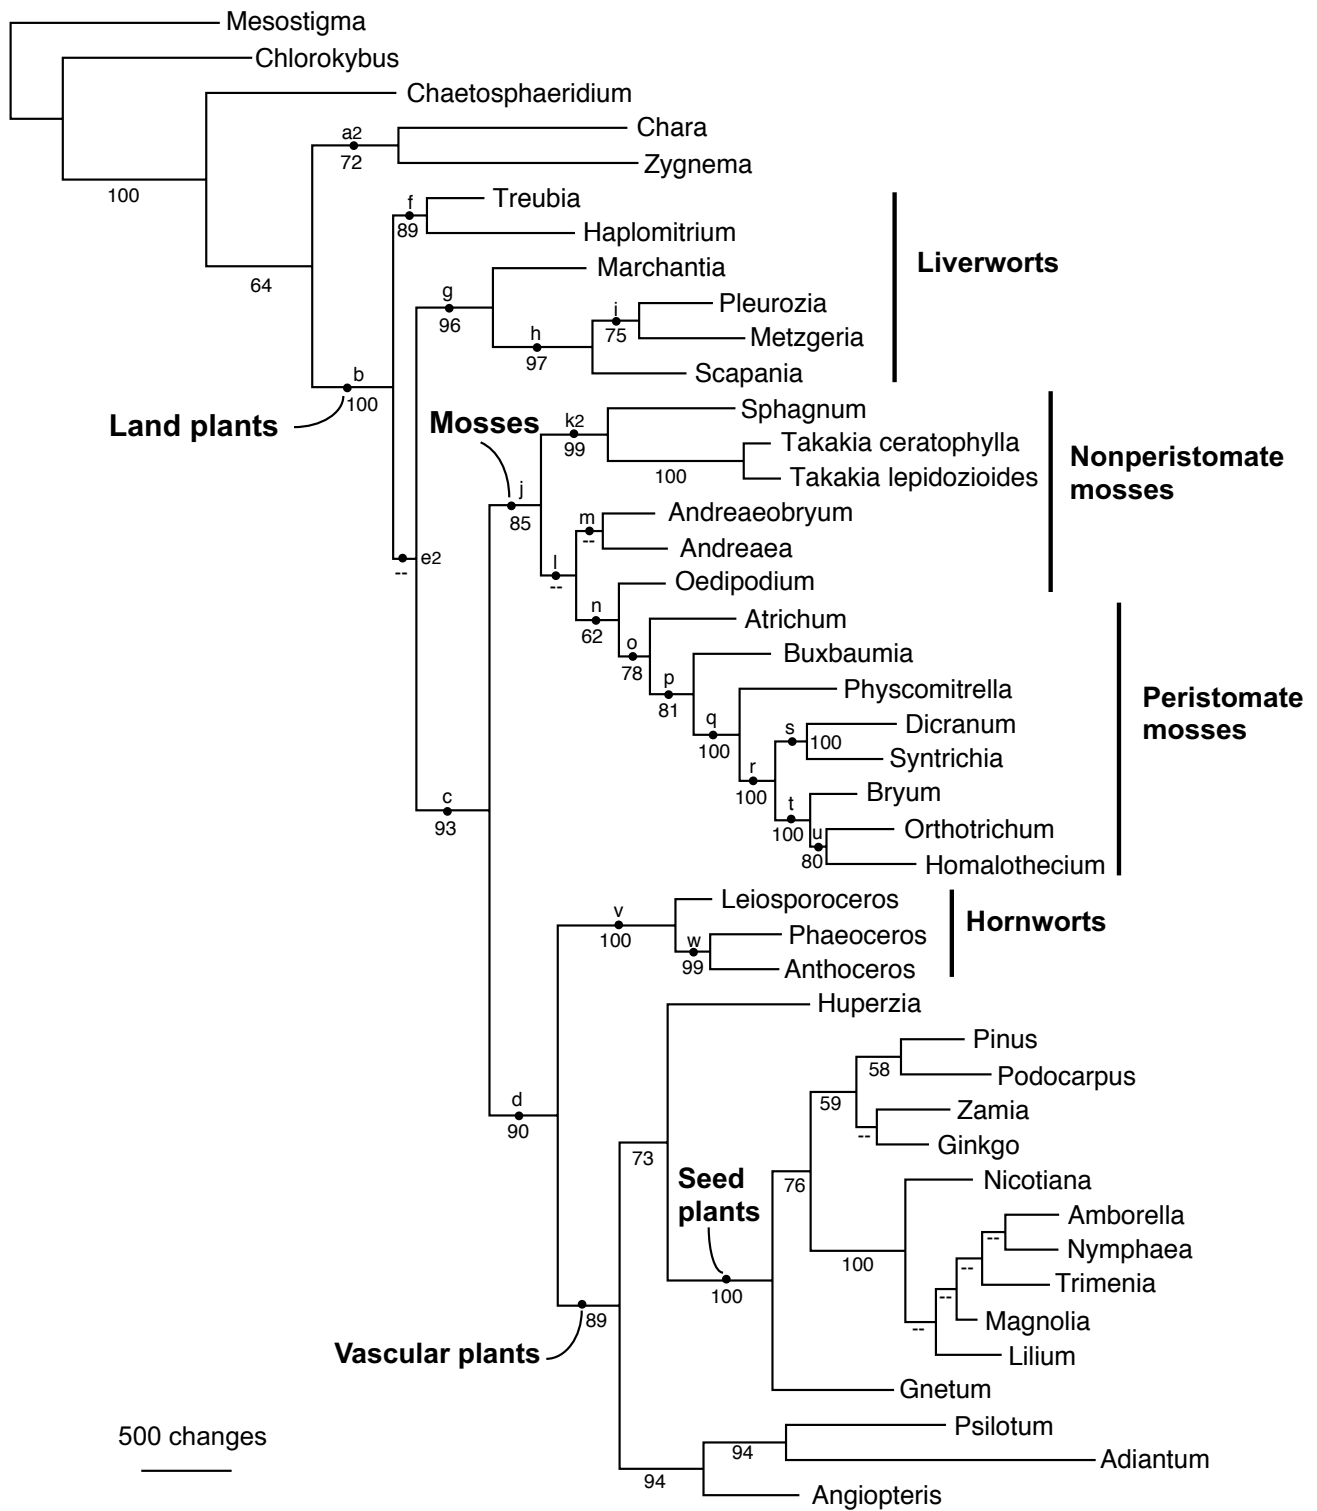 Mesostigma
Chlorokybus
Chaetosphaeridium
100
a2
72
Chara
Zygnema
64
f
89
Treubia
Haplomitrium
Liverworts
g
96
Marchantia
h
97
i
75
Pleurozia
Metzgeria
Scapania
b
100
Land plants
Mosses
k2
99
Sphagnum
100
Takakia ceratophylla
Takakia lepidozioides
Nonperistomate
mosses
j
85
m
--
Andreaeobryum
Andreaea
e2
--
l
--
Oedipodium
n
62
Atrichum
o
78
Buxbaumia
p
81
Physcomitrella
Peristomate
mosses
q
100
s
100
Dicranum
Syntrichia
r
100
t
100
Bryum
u
80
Orthotrichum
Homalothecium
c
93
v
100
Leiosporoceros
Hornworts
w
99
Phaeoceros
Anthoceros
Huperzia
d
90
58
Pinus
Podocarpus
59
--
Zamia
Ginkgo
73
Seed
plants
76
Nicotiana
100
--
Amborella
Nymphaea
--
Trimenia
--
Magnolia
--
Lilium
100
89
Vascular plants
Gnetum
94
Psilotum
Adiantum
94
Angiopteris
500 changes